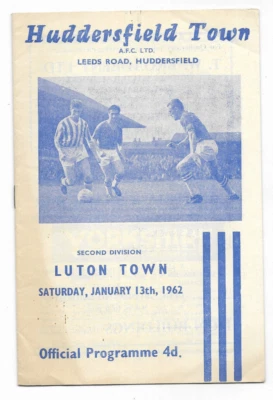 Huddersfield Town
A.F.C. LTD.
LEEDS ROAD, HUDDERSFIELD
SECOND DIVISION
LUTON TOWN
SATURDAY, JANUARY 13th, 1962
Official Programme 4d.